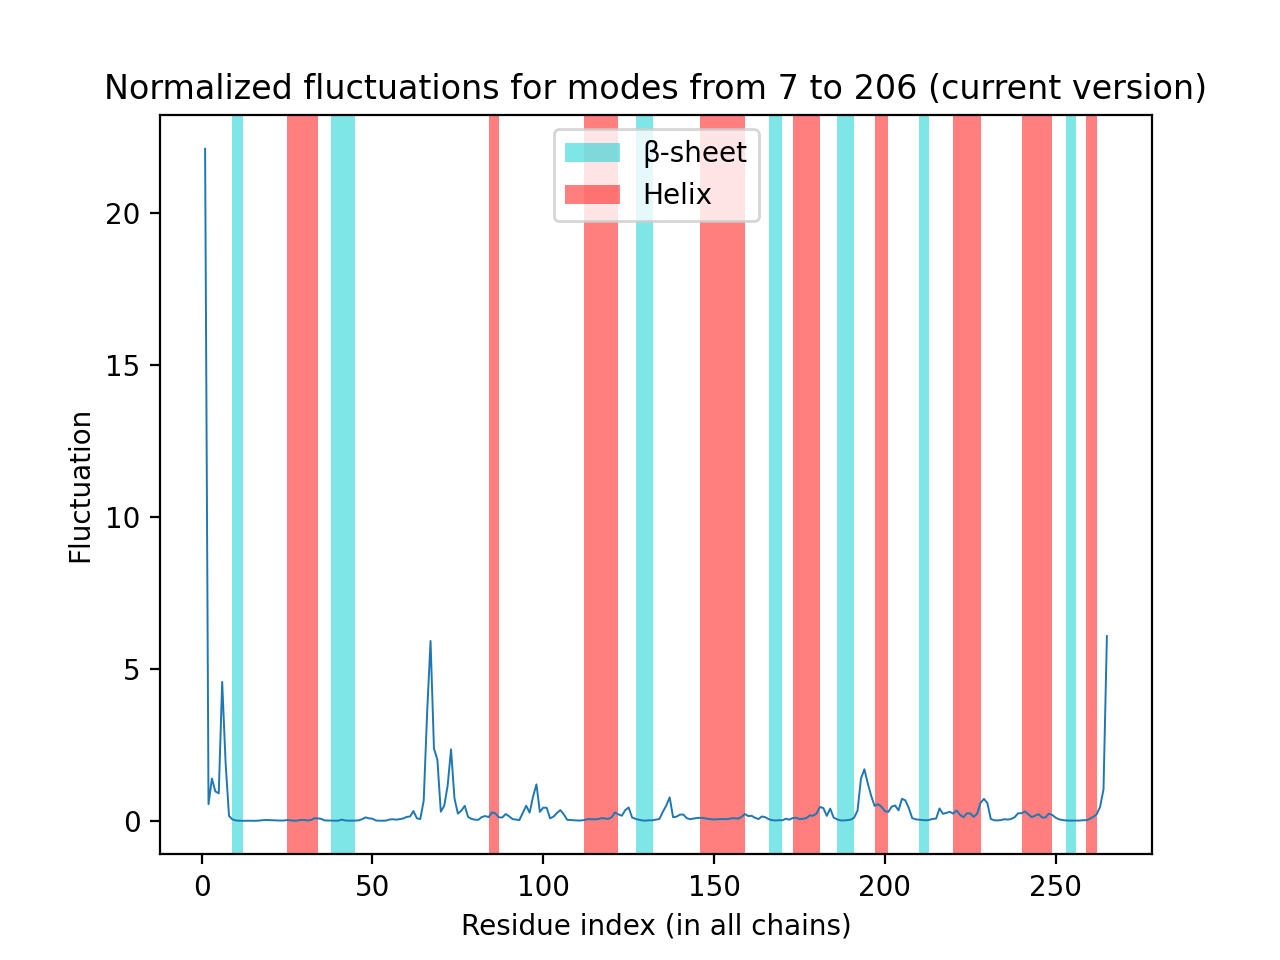 Normalized fluctuations for modes from 7 to 206 (current version)
β-sheet
Helix
Fluctuation
20
15
10
5
0
0 50 100 150 200 250
Residue index (in all chains)